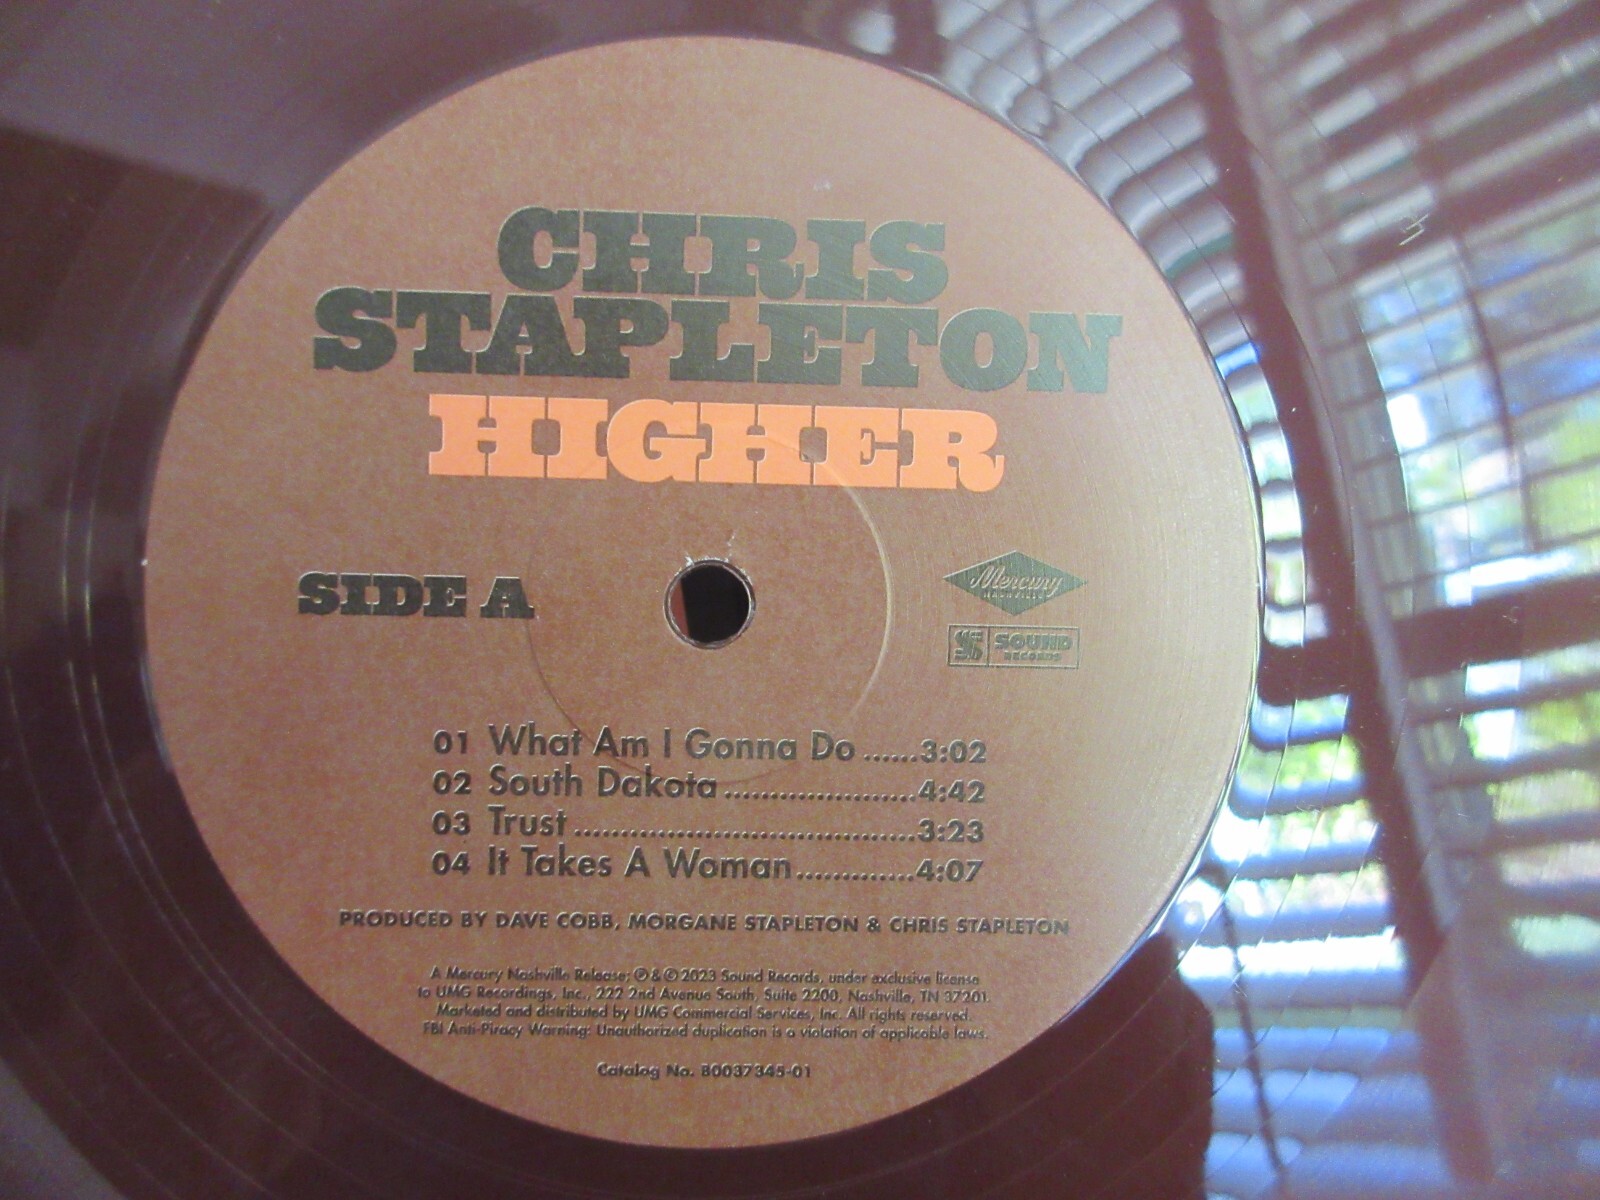 CHRIS
STAPLETON
HIGHER
SIDE A
Mercury
NASHVILLE
SOUND
RECORDS
01 What Am I Gonna Do ......3:02
02 South Dakota .....................4:42
03 Trust ....................................3:23
04 It Takes A Woman.............4:07
PRODUCED BY DAVE COBB, MORGANE STAPLETON & CHRIS STAPLETON
A Mercury Nashville Release; ℗ & © 2023 Sound Records, under exclusive license
to UMG Recordings, Inc., 222 2nd Avenue South, Suite 2200, Nashville, TN 37201.
Marketed and distributed by UMG Commercial Services, Inc. All rights reserved.
FBI Anti-Piracy Warning: Unauthorized duplication is a violation of applicable laws.
Catalog No. B0037345-01